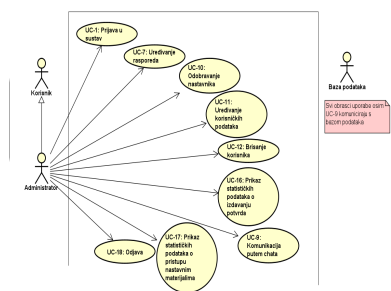 UC-1: Prijava u
sustav
UC-7: Uređivanje
rasporeda
UC-10:
Odobravanje
nastavnika
UC-11:
Uređivanje
korisničkih
podataka
UC-12: Brisanje
korisnika
UC-16: Prikaz
statističkih
podataka o
izdavanju
potvrda
UC-9:
Komunikacija
putem chata
UC-17: Prikaz
statističkih
podataka o
pristupu
nastavnim
materijalima
UC-18: Odjava
Korisnik
Administrator
Baza podataka
Svi obrasci uporabe osim
UC-9 komuniciraju s
bazom podataka